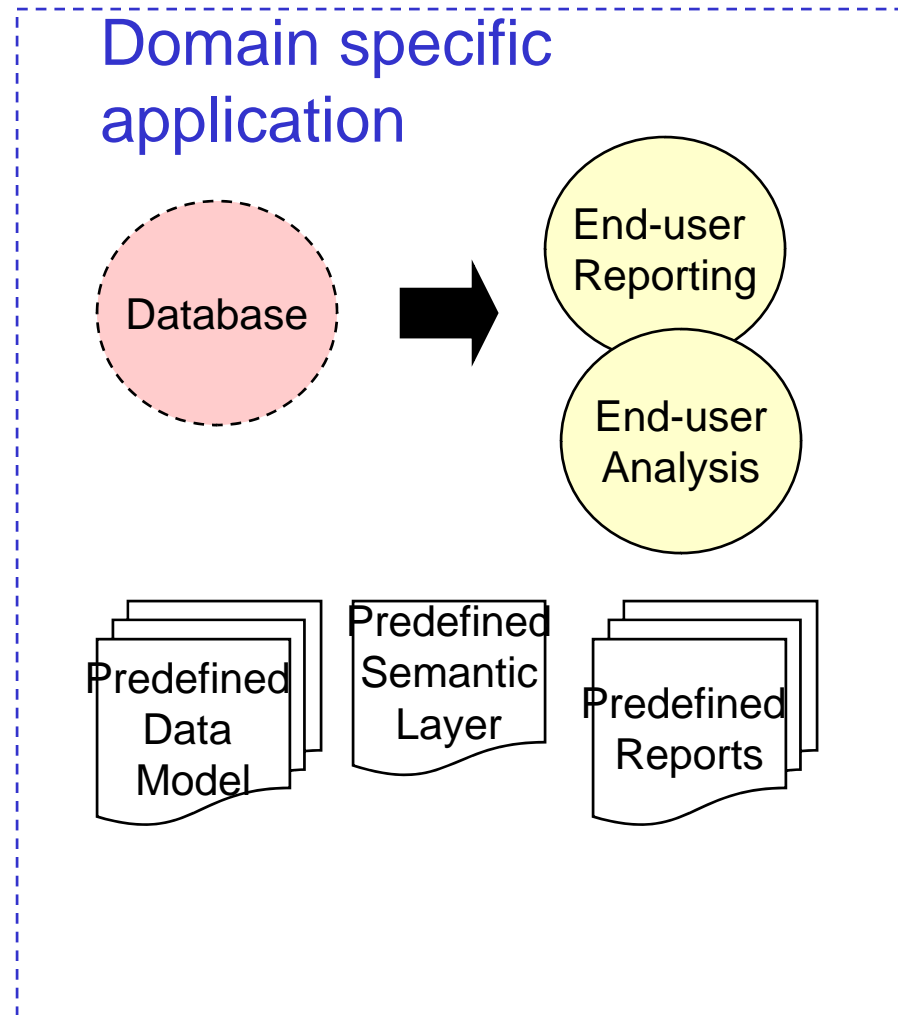 Domain specific
application
Database
End-user
Reporting
End-user
Analysis
Predefined
Data
Model
Predefined
Semantic
Layer
Predefined
Reports